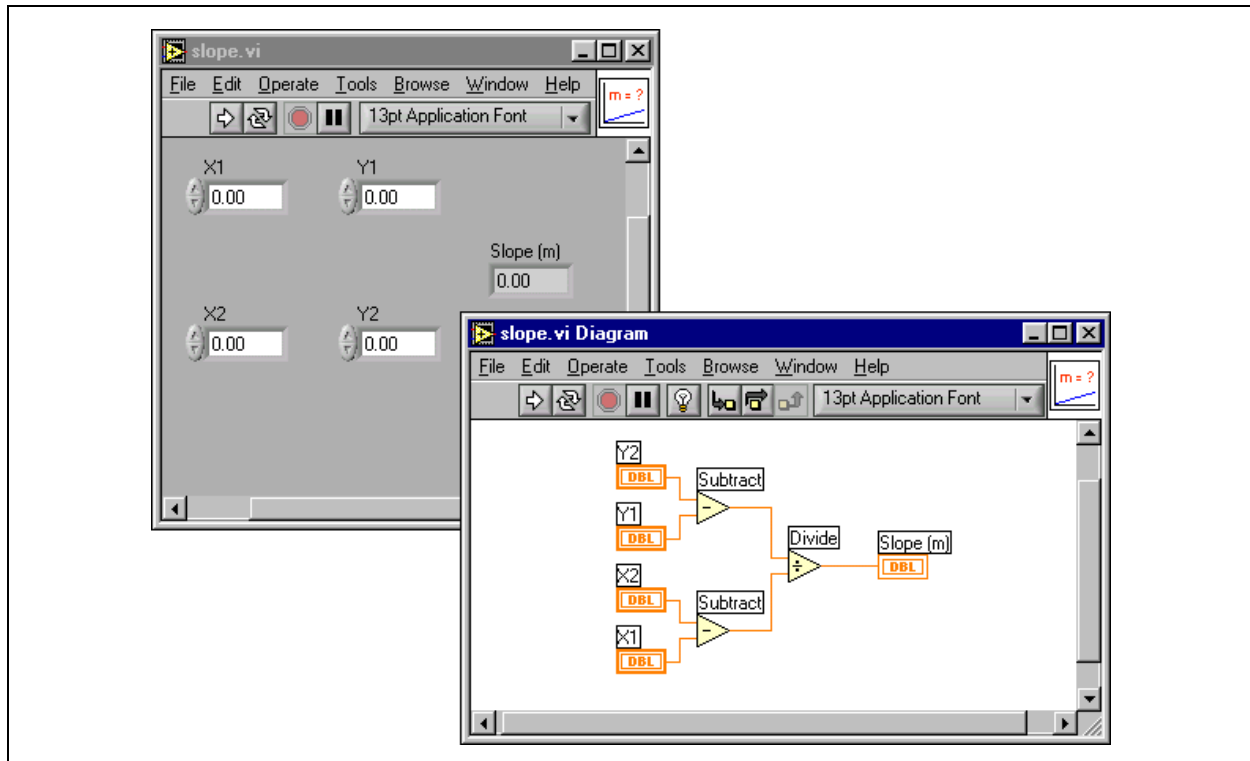 slope.vi
File Edit Operate Tools Browse Window Help
m = ?
13pt Application Font
X1 Y1
0.00 0.00
Slope (m)
0.00
X2 Y2
0.00 0.00
slope.vi Diagram
File Edit Operate Tools Browse Window Help
m = ?
13pt Application Font
Y2
DBL
Subtract
-
Y1
DBL
Divide
÷
Slope (m)
DBL
X2
DBL
Subtract
-
X1
DBL